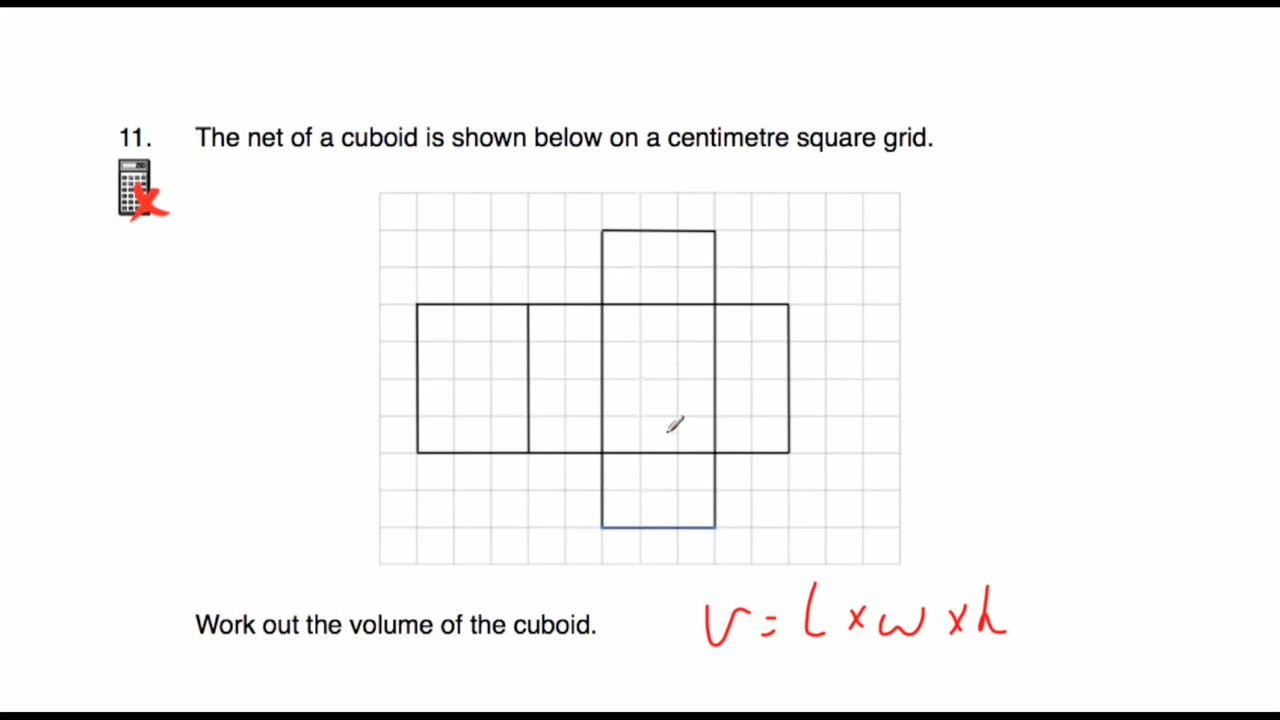 11. The net of a cuboid is shown below on a centimetre square grid.
Work out the volume of the cuboid.
V = l × w × h